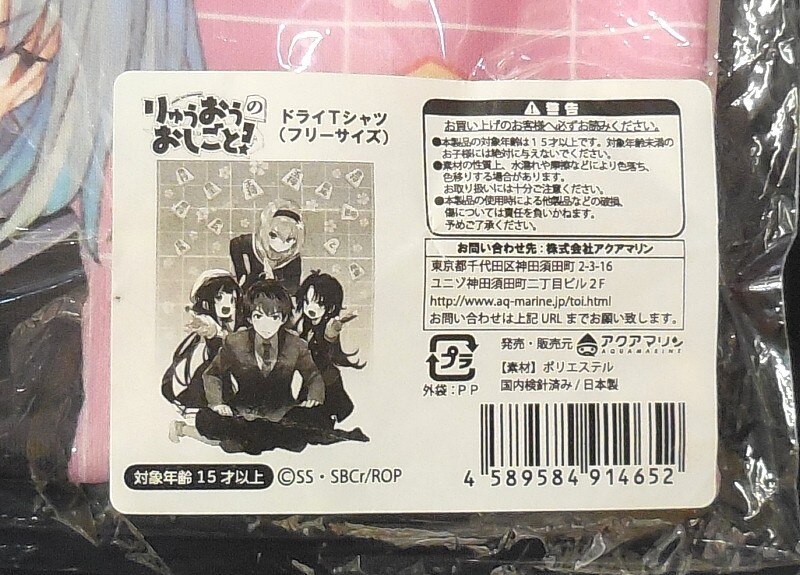 りゅうおうの
おしごと!
ドライTシャツ
(フリーサイズ)
対象年齢 15才以上
©SS・SBCr/ROP
⚠警告
お買い上げのお客様へ必ずお読みください。
●本製品の対象年齢は15才以上です。対象年齢未満の
お子様には絶対に与えないでください。
●素材の性質上、水濡れや摩擦などにより色落ち、
色移りする場合があります。
お取り扱いには十分ご注意ください。
●本製品の使用時による他製品などの破損、
傷については責任を負いかねます。
予めご了承ください。
お問い合わせ先:株式会社アクアマリン
東京都千代田区神田須田町 2-3-16
ユニゾ神田須田町二丁目ビル2F
http://www.aq-marine.jp/toi.html
お問い合わせは上記URLまでお願い致します。
プラ
外袋:PP
発売・販売元 アクアマリン
AQUAMARINE
【素材】ポリエステル
国内検針済み/日本製
4 589584 914652